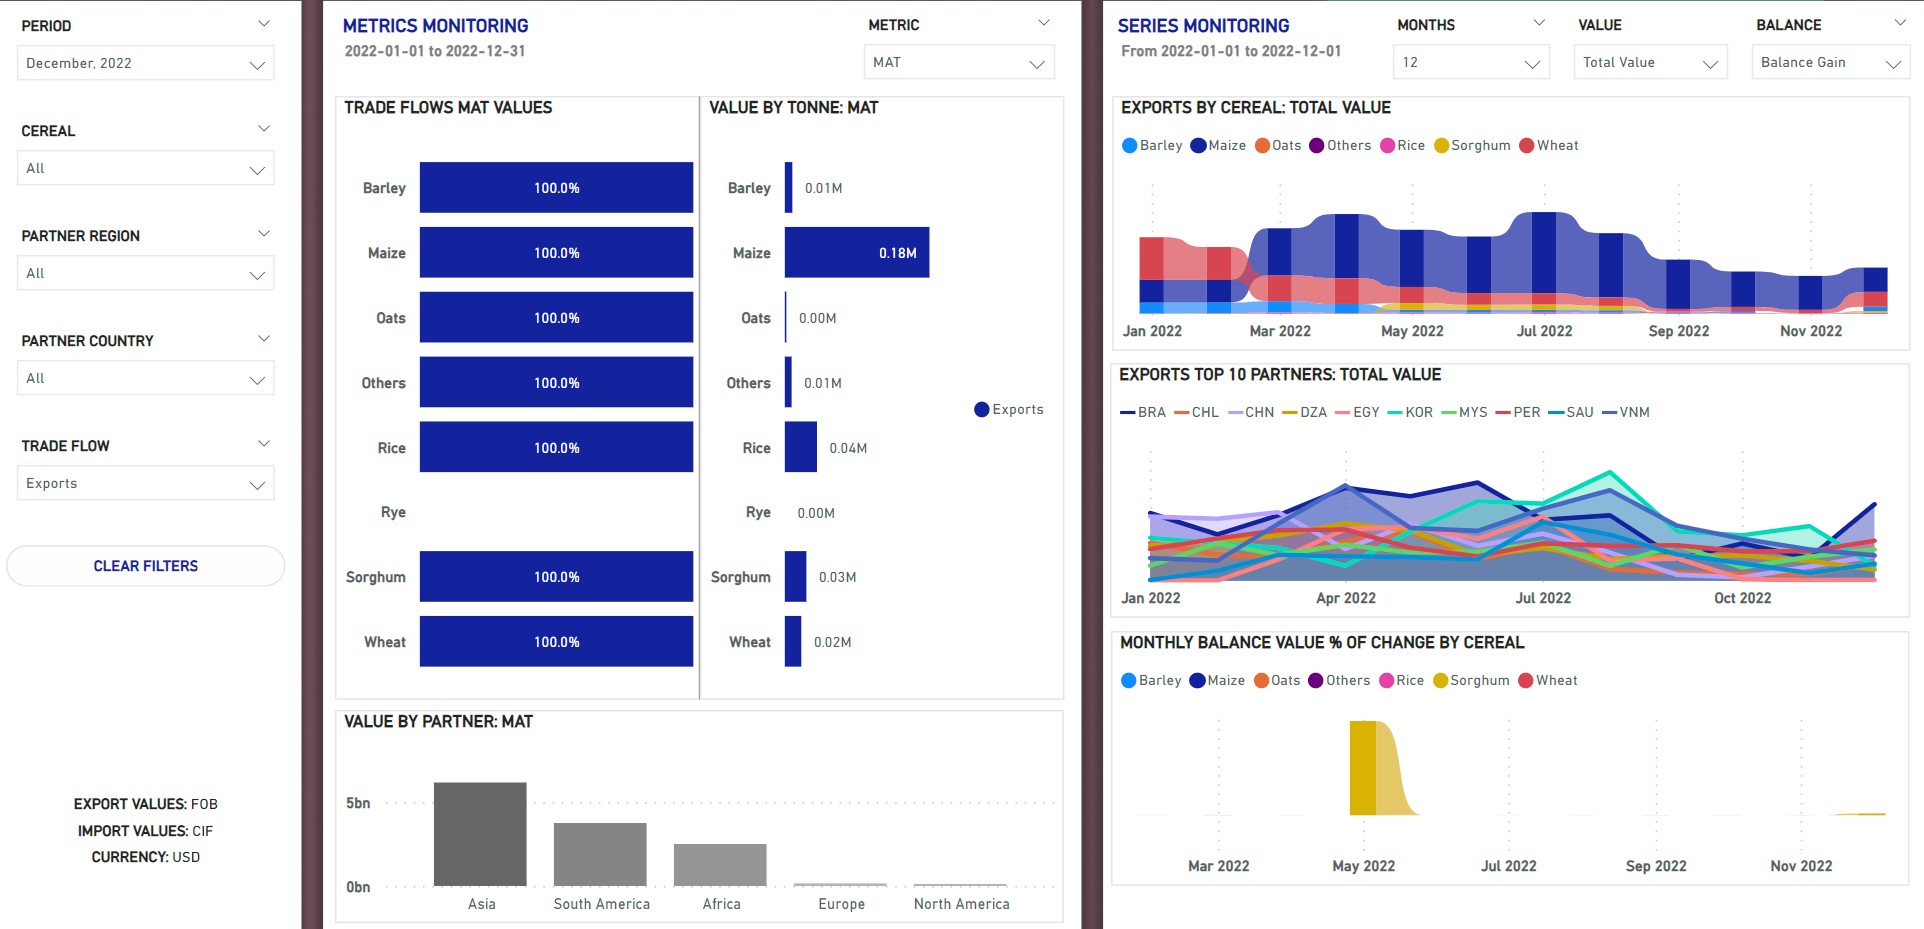 PERIOD
December, 2022
CEREAL
All
PARTNER REGION
All
PARTNER COUNTRY
All
TRADE FLOW
Exports
CLEAR FILTERS
EXPORT VALUES: FOB
IMPORT VALUES: CIF
CURRENCY: USD
METRICS MONITORING
2022-01-01 to 2022-12-31
METRIC
MAT
TRADE FLOWS MAT VALUES
Barley 100.0%
Maize 100.0%
Oats 100.0%
Others 100.0%
Rice 100.0%
Rye
Sorghum 100.0%
Wheat 100.0%
VALUE BY TONNE: MAT
Barley 0.01M
Maize 0.18M
Oats 0.00M
Others 0.01M
Rice 0.04M
Rye 0.00M
Sorghum 0.03M
Wheat 0.02M
Exports
VALUE BY PARTNER: MAT
5bn
0bn
Asia South America Africa Europe North America
SERIES MONITORING
From 2022-01-01 to 2022-12-01
MONTHS
12
VALUE
Total Value
BALANCE
Balance Gain
EXPORTS BY CEREAL: TOTAL VALUE
Barley Maize Oats Others Rice Sorghum Wheat
Jan 2022 Mar 2022 May 2022 Jul 2022 Sep 2022 Nov 2022
EXPORTS TOP 10 PARTNERS: TOTAL VALUE
BRA CHL CHN DZA EGY KOR MYS PER SAU VNM
Jan 2022 Apr 2022 Jul 2022 Oct 2022
MONTHLY BALANCE VALUE % OF CHANGE BY CEREAL
Barley Maize Oats Others Rice Sorghum Wheat
Mar 2022 May 2022 Jul 2022 Sep 2022 Nov 2022